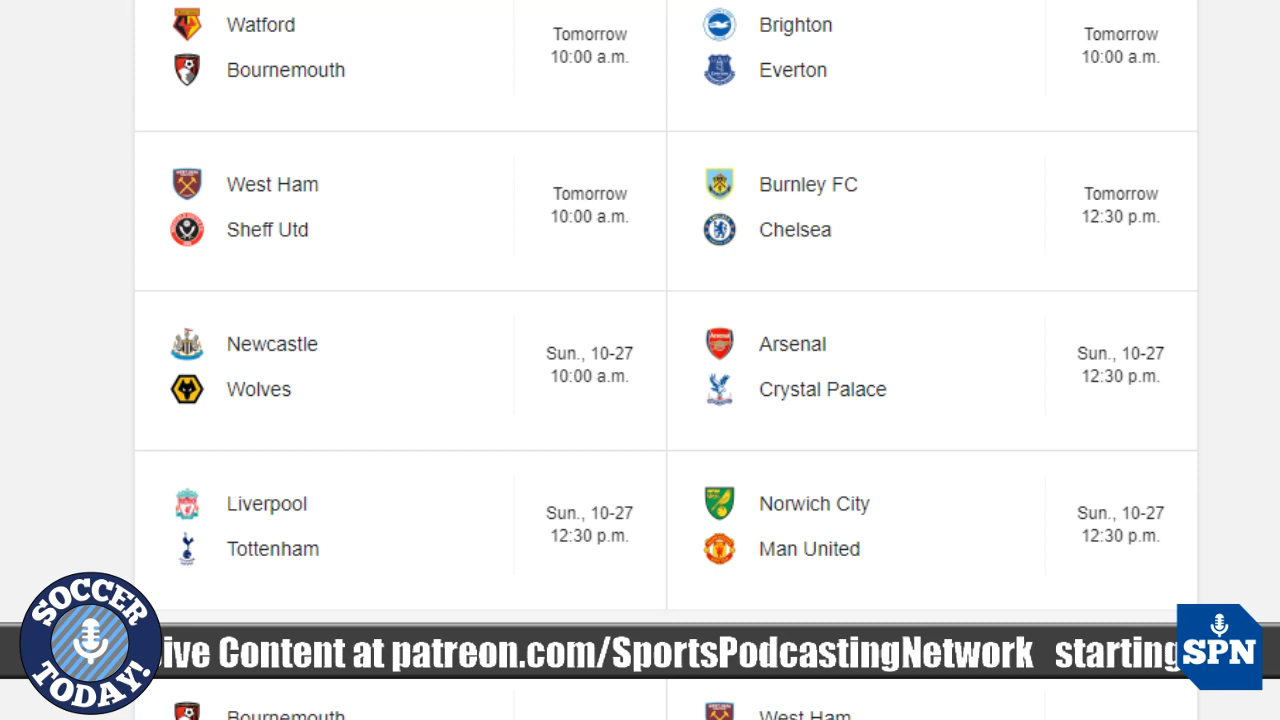 Watford
Bournemouth
Tomorrow
10:00 a.m.
Brighton
Everton
Tomorrow
10:00 a.m.
West Ham
Sheff Utd
Tomorrow
10:00 a.m.
Burnley FC
Chelsea
Tomorrow
12:30 p.m.
Newcastle
Wolves
Sun., 10-27
10:00 a.m.
Arsenal
Crystal Palace
Sun., 10-27
12:30 p.m.
Liverpool
Tottenham
Sun., 10-27
12:30 p.m.
Norwich City
Man United
Sun., 10-27
12:30 p.m.
SOCCER
TODAY!
ive Content at patreon.com/SportsPodcastingNetwork starting
SPN
Bournemouth
West Ham